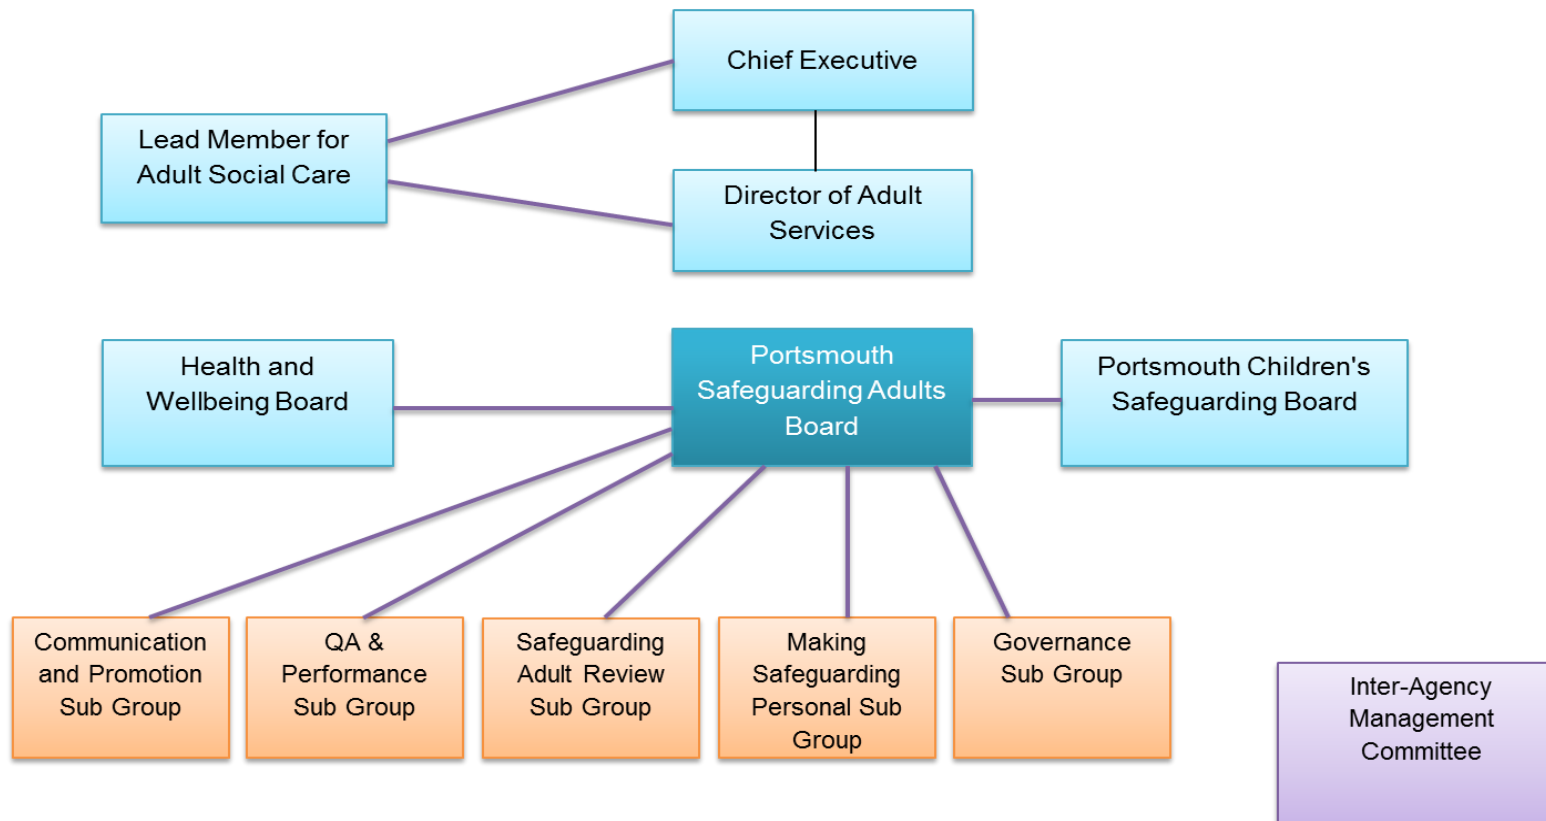 Chief Executive
Lead Member for
Adult Social Care
Director of Adult
Services
Health and
Wellbeing Board
Portsmouth
Safeguarding Adults
Board
Portsmouth Children's
Safeguarding Board
Communication
and Promotion
Sub Group
QA &
Performance
Sub Group
Safeguarding
Adult Review
Sub Group
Making
Safeguarding
Personal Sub
Group
Governance
Sub Group
Inter-Agency
Management
Committee